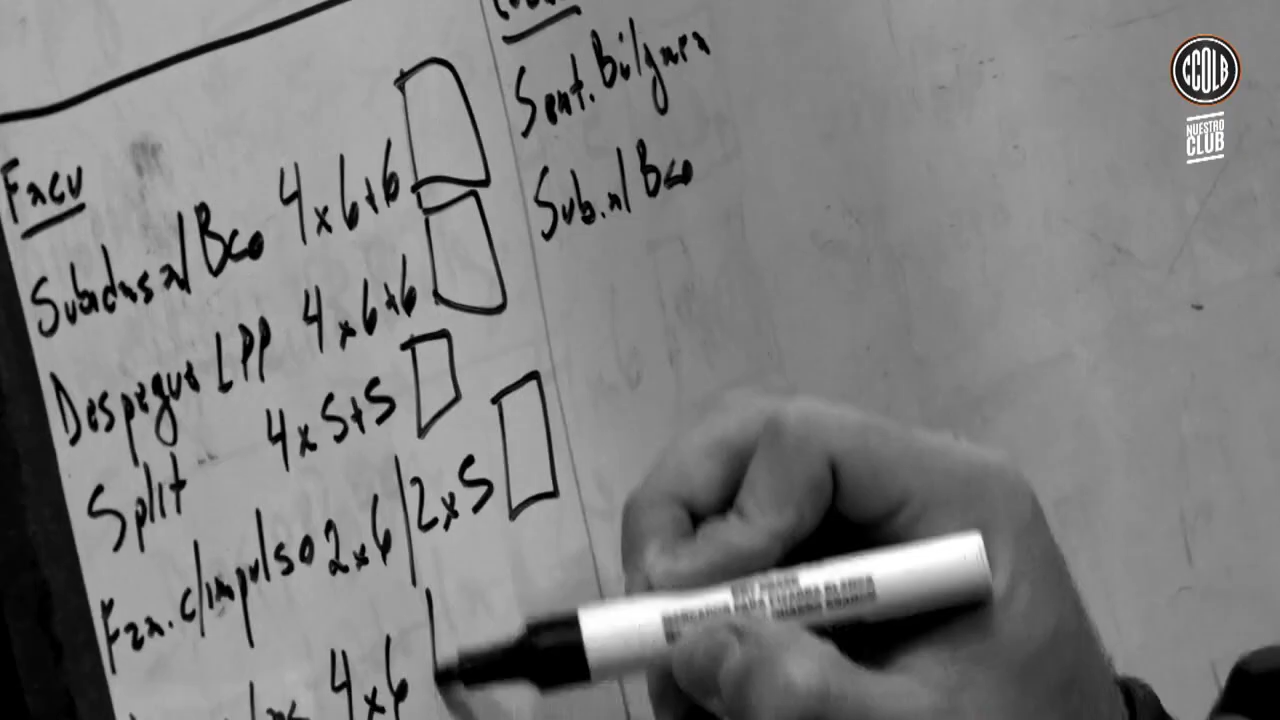 Facu
Subidas al Bco 4x6+6
Despegue LPP 4x6+6
Split 4x5+5
Fza. c/impulso 2x6/2x5
4x6
Sent. Búlgara
Sub. al Bco
CCOLB
NUESTRO
CLUB